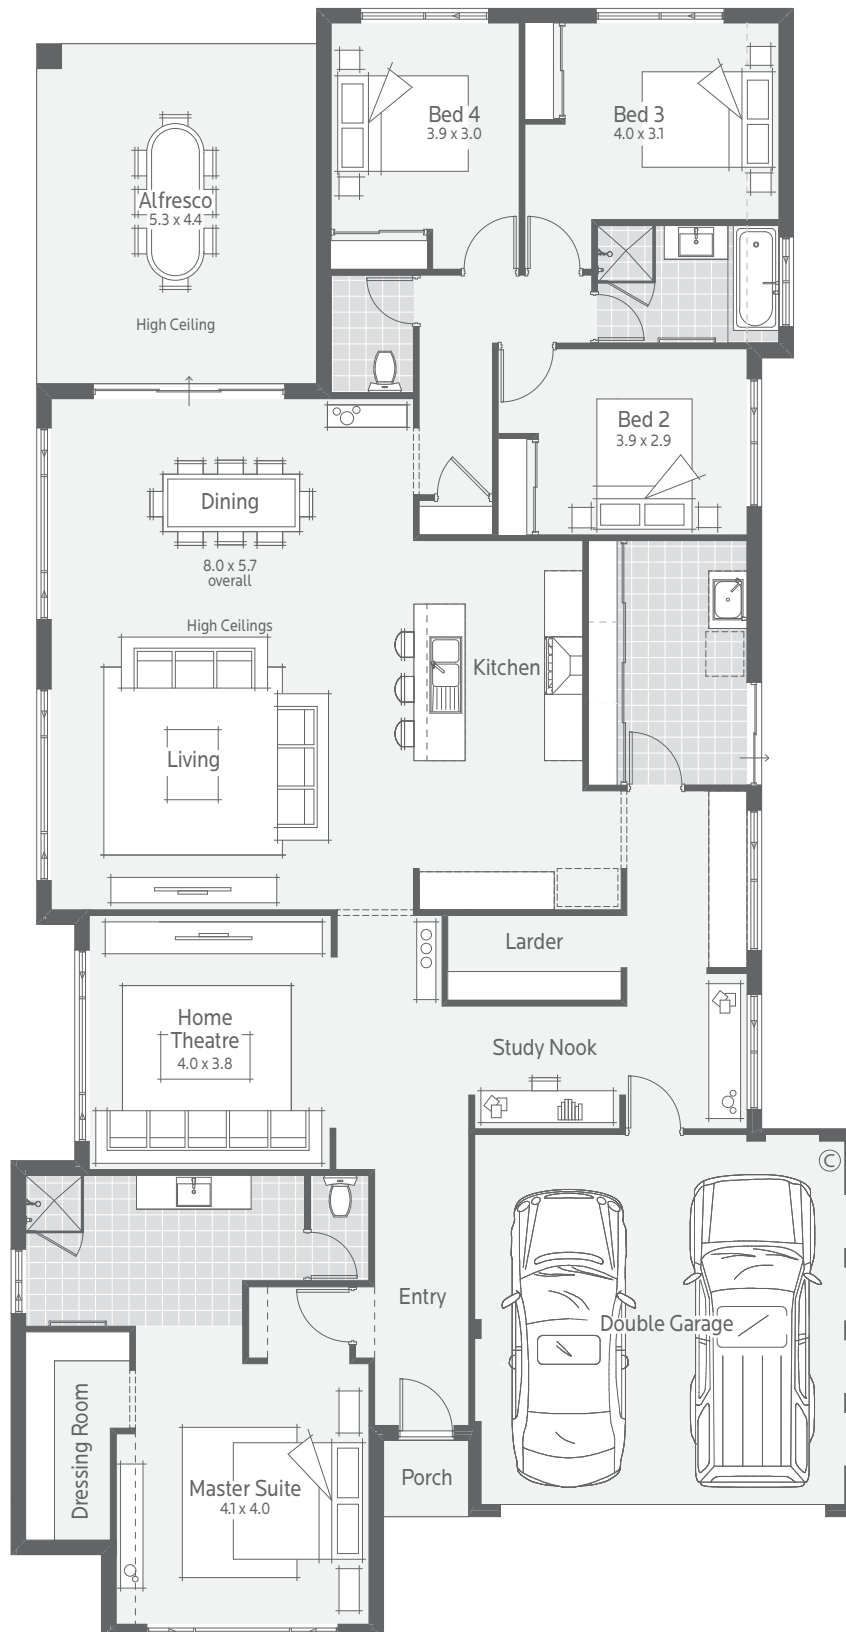 Bed 4
3.9 x 3.0
Bed 3
4.0 x 3.1
Alfresco
5.3 x 4.4
High Ceiling
Bed 2
3.9 x 2.9
Dining
8.0 x 5.7
overall
High Ceilings
Kitchen
Living
Larder
Home
Theatre
4.0 x 3.8
Study Nook
C
Entry
Double Garage
Dressing Room
Master Suite
4.1 x 4.0
Porch